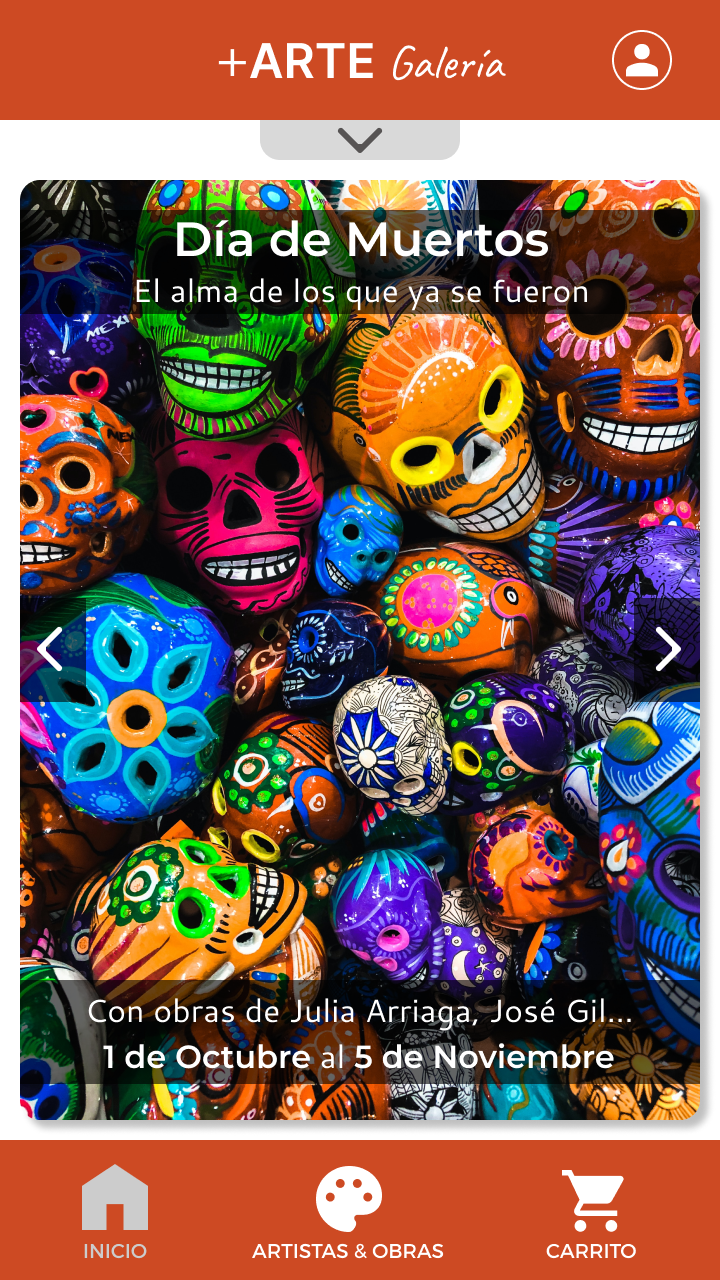 +ARTE Galería
Día de Muertos
El alma de los que ya se fueron
Con obras de Julia Arriaga, José Gil...
1 de Octubre al 5 de Noviembre
INICIO
ARTISTAS & OBRAS
CARRITO